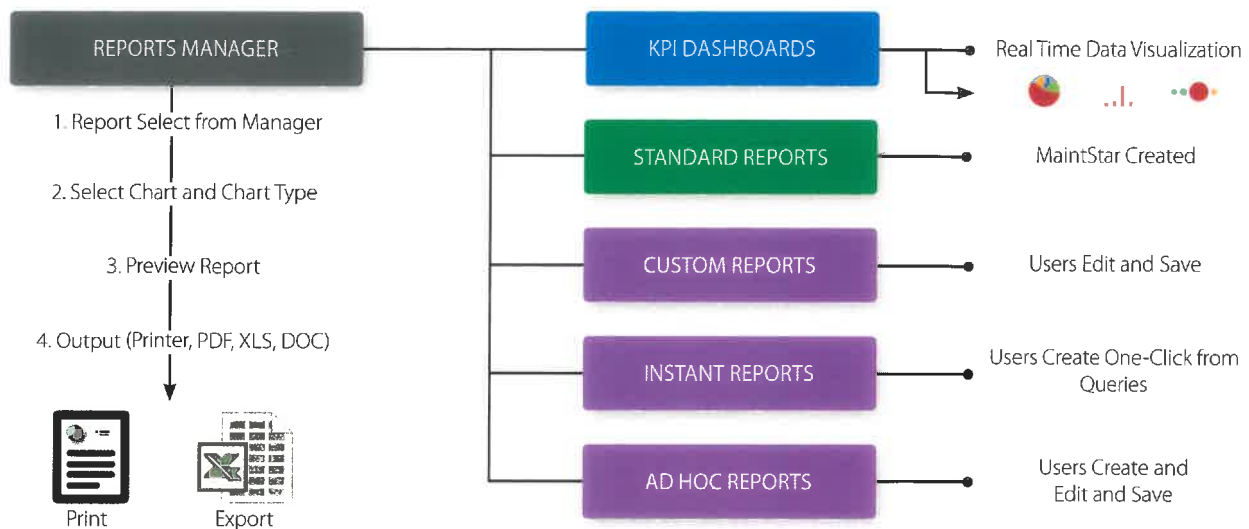 REPORTS MANAGER
1. Report Select from Manager
2. Select Chart and Chart Type
3. Preview Report
4. Output (Printer, PDF, XLS, DOC)
Print
Export
KPI DASHBOARDS
Real Time Data Visualization
STANDARD REPORTS
MaintStar Created
CUSTOM REPORTS
Users Edit and Save
INSTANT REPORTS
Users Create One-Click from
Queries
AD HOC REPORTS
Users Create and
Edit and Save